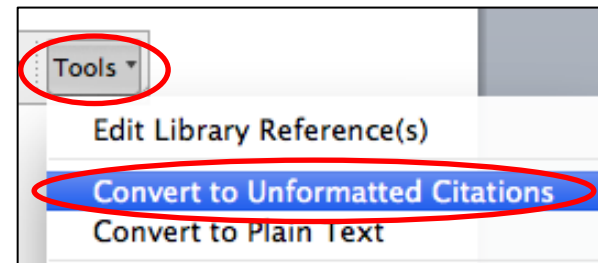 Tools
Edit Library Reference(s)
Convert to Unformatted Citations
Convert to Plain Text